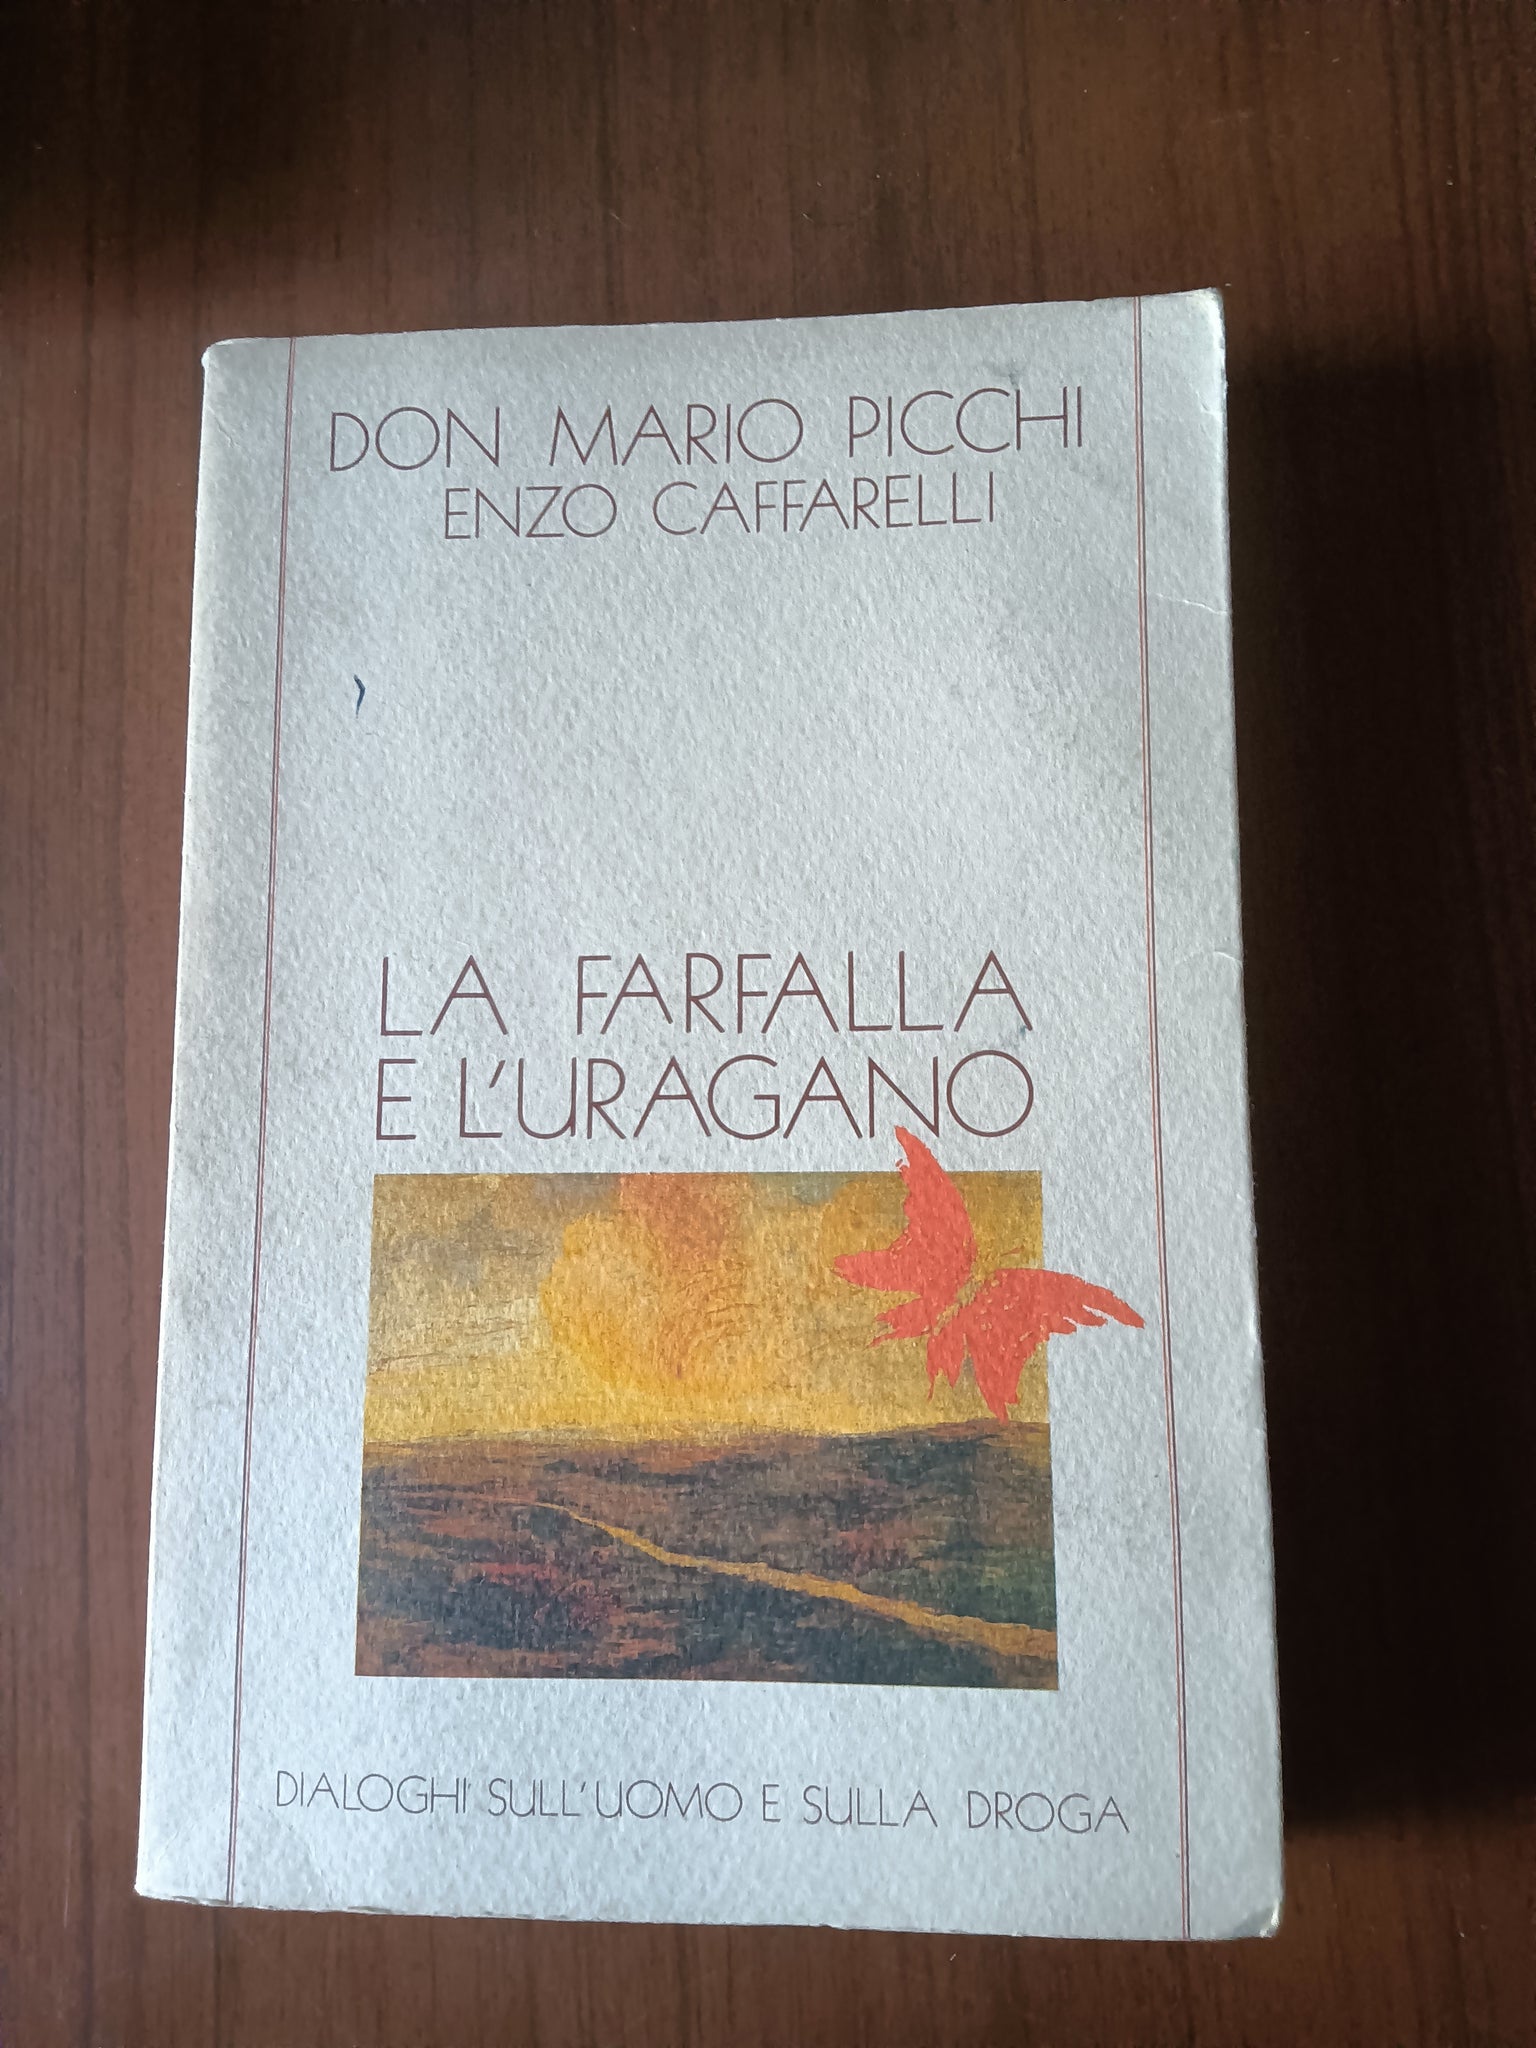 DON MARIO PICCHI
ENZO CAFFARELLI
LA FARFALLA
E L'URAGANO
DIALOGHI SULL'UOMO E SULLA DROGA